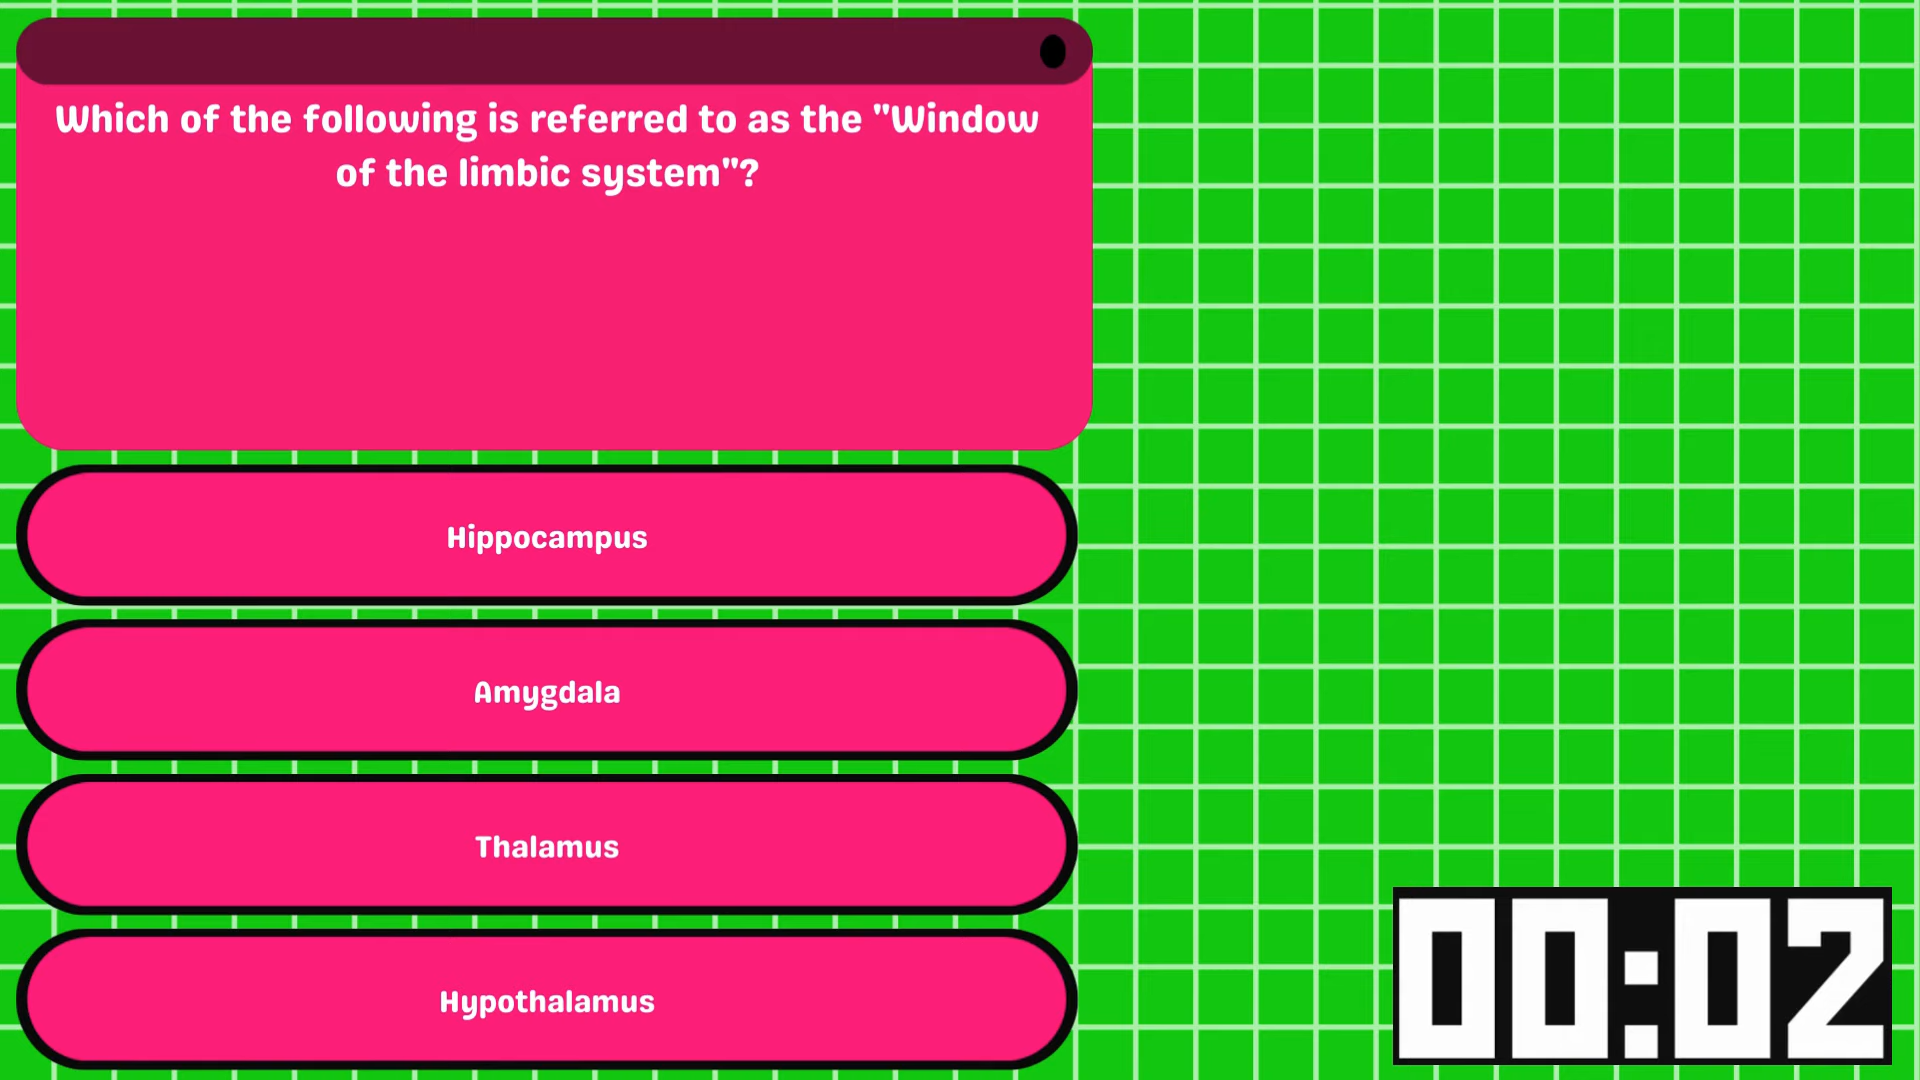 Which of the following is referred to as the "Window
of the limbic system"?
Hippocampus
Amygdala
Thalamus
Hypothalamus
00:02